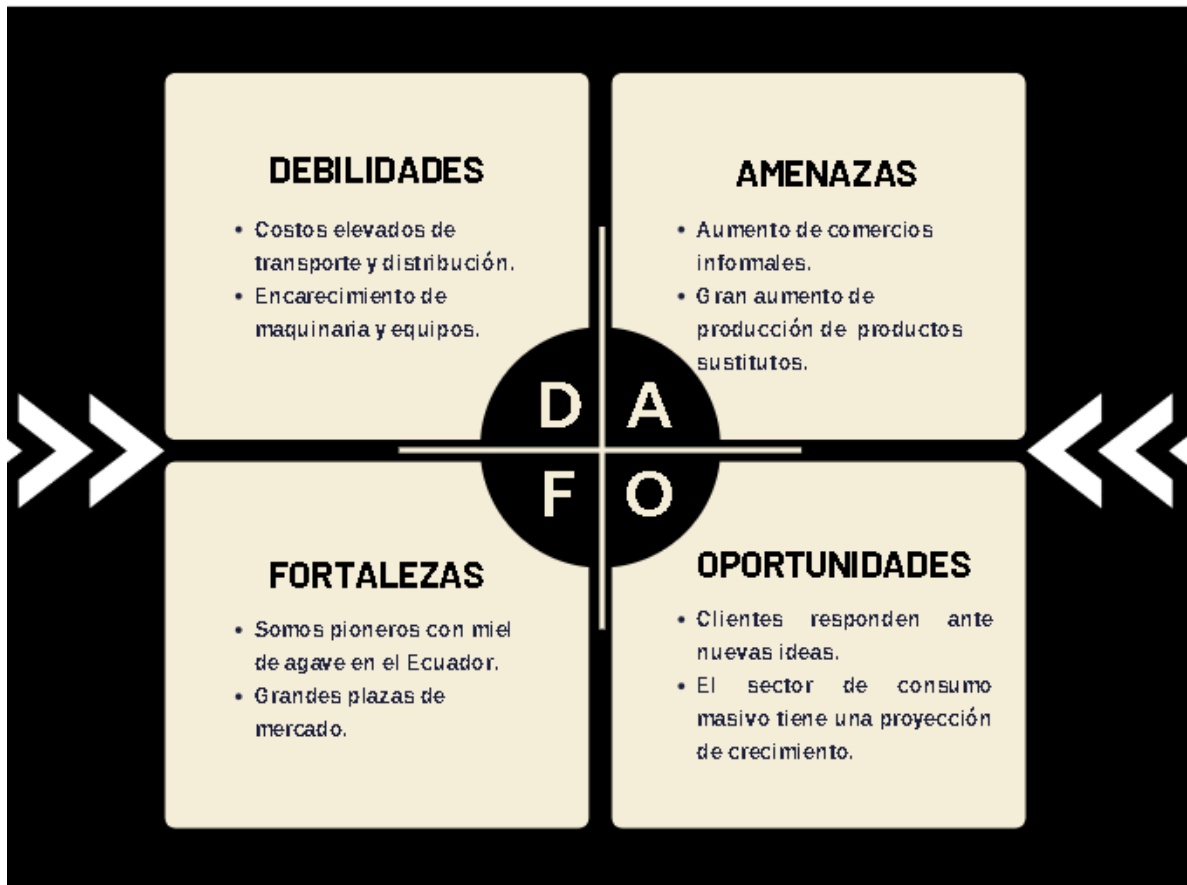 DEBILIDADES
• Costos elevados de
transporte y distribución.
• Encarecimiento de
maquinaria y equipos.
AMENAZAS
• Aumento de comercios
informales.
• Gran aumento de
producción de productos
sustitutos.
D A
F O
FORTALEZAS
• Somos pioneros con miel
de agave en el Ecuador.
• Grandes plazas de
mercado.
OPORTUNIDADES
• Clientes responden ante
nuevas ideas.
• El sector de consumo
masivo tiene una proyección
de crecimiento.